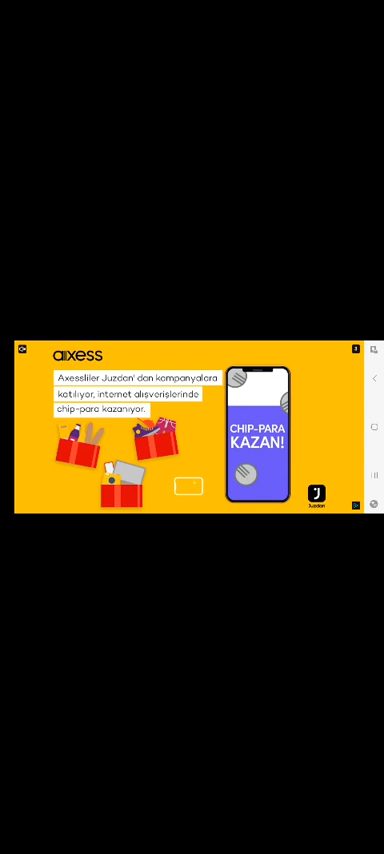 axess
Axessliler Juzdan' dan kampanyalara
katılıyor, internet alışverişlerinde
chip-para kazanıyor.
CHIP-PARA
KAZAN!
Juzdan